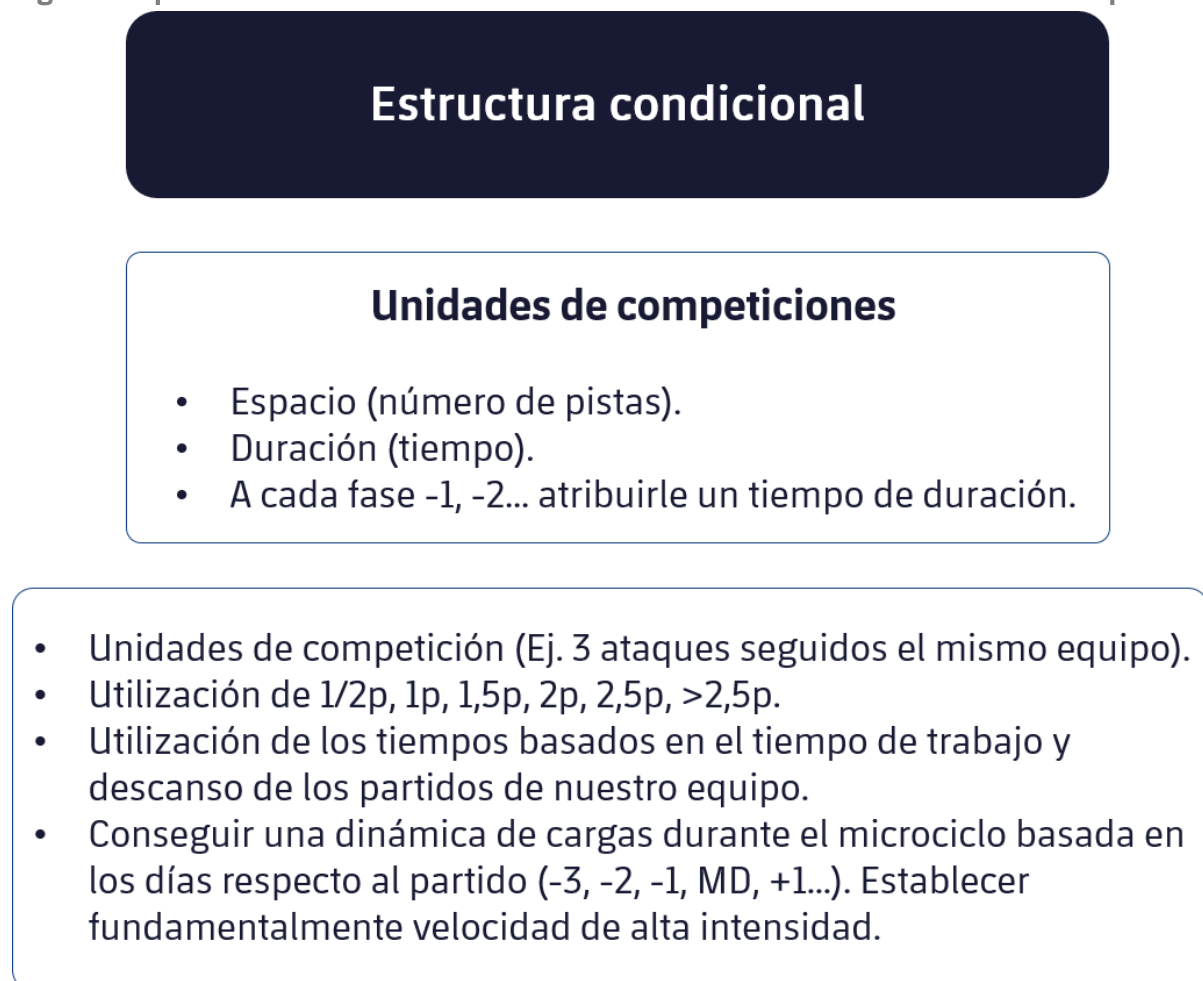 Estructura condicional
Unidades de competiciones
• Espacio (número de pistas).
• Duración (tiempo).
• A cada fase -1, -2... atribuirle un tiempo de duración.
• Unidades de competición (Ej. 3 ataques seguidos el mismo equipo).
• Utilización de 1/2p, 1p, 1,5p, 2p, 2,5p, >2,5p.
• Utilización de los tiempos basados en el tiempo de trabajo y
descanso de los partidos de nuestro equipo.
• Conseguir una dinámica de cargas durante el microciclo basada en
los días respecto al partido (-3, -2, -1, MD, +1...). Establecer
fundamentalmente velocidad de alta intensidad.